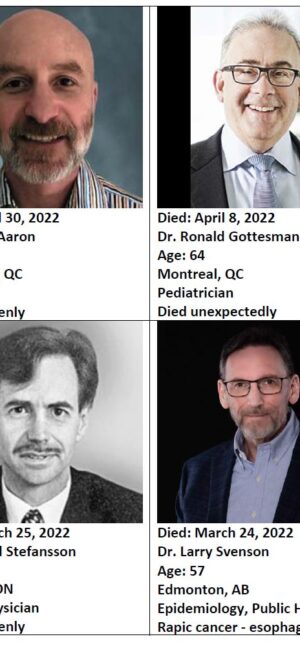 l 30, 2022
Aaron
QC
enly
Died: April 8, 2022
Dr. Ronald Gottesman
Age: 64
Montreal, QC
Pediatrician
Died unexpectedly
ch 25, 2022
l Stefansson
ON
ysician
enly
Died: March 24, 2022
Dr. Larry Svenson
Age: 57
Edmonton, AB
Epidemiology, Public H
Rapic cancer - esophag